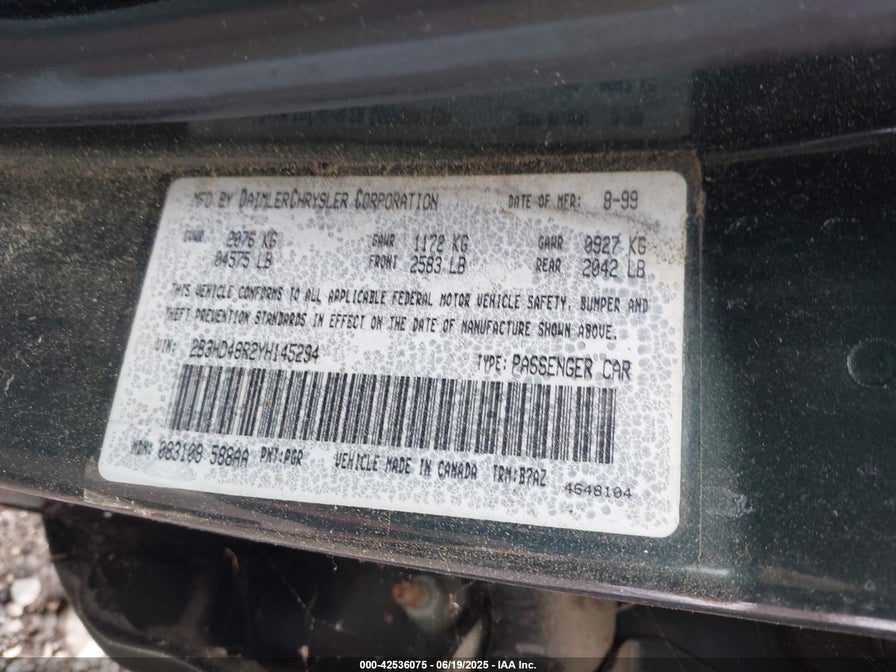 MFD BY DAIMLERCHRYSLER CORPORATION DATE OF MFR: 8-99
GVWR 2076 KG GAWR 1172 KG GAWR 0927 KG
04575 LB FRONT 2583 LB REAR 2042 LB
THIS VEHICLE CONFORMS TO ALL APPLICABLE FEDERAL MOTOR VEHICLE SAFETY, BUMPER AND
THEFT PREVENTION STANDARDS IN EFFECT ON THE DATE OF MANUFACTURE SHOWN ABOVE.
VIN: 2B3HD46R2YH145294 TYPE: PASSENGER CAR
MDH: 083108 588AA PNT:PGR VEHICLE MADE IN CANADA TRM:B7AZ
4648104
000-42536075 - 06/19/2025 - IAA Inc.